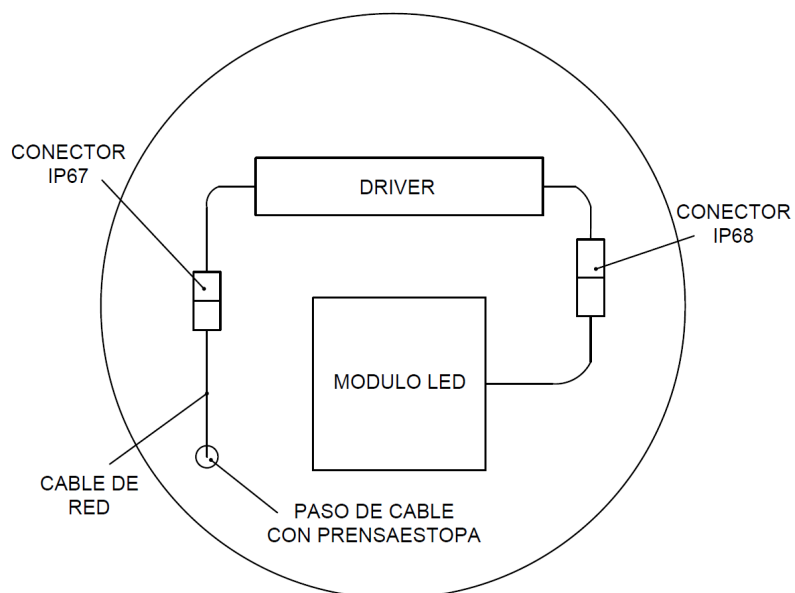 CONECTOR
IP67
DRIVER
CONECTOR
IP68
MODULO LED
CABLE DE
RED
PASO DE CABLE
CON PRENSAESTOPA